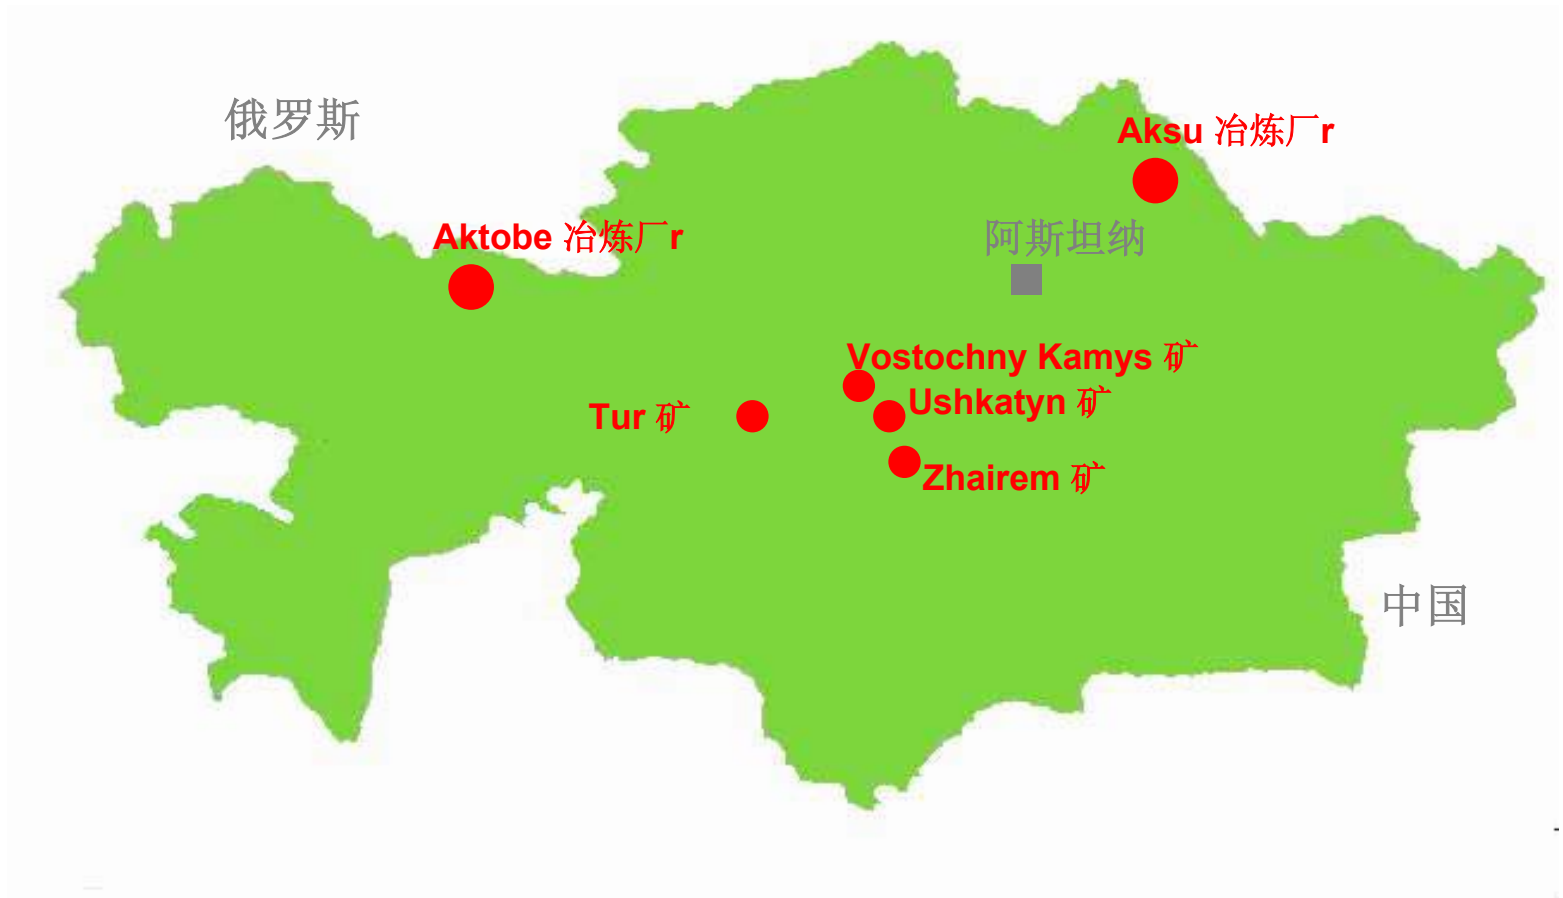 俄罗斯
Aksu 冶炼厂r
Aktobe 冶炼厂r
阿斯坦纳
Vostochny Kamys 矿
Ushkatyn 矿
Tur 矿
Zhairem 矿
中国